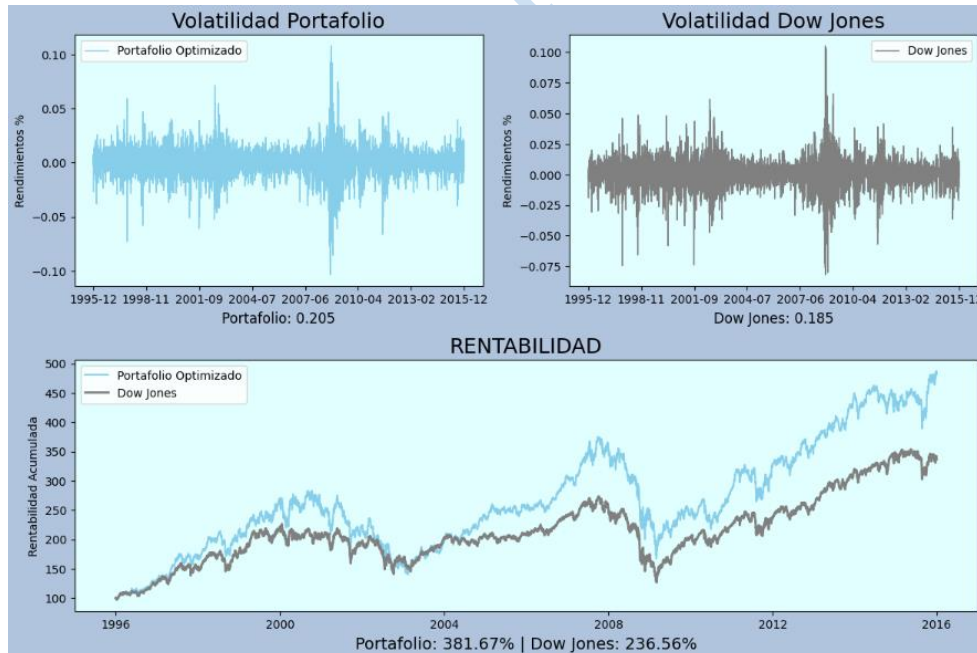 Volatilidad Portafolio
Portafolio Optimizado
Rendimientos %
0.10
0.05
0.00
−0.05
−0.10
1995-12 1998-11 2001-09 2004-07 2007-06 2010-04 2013-02 2015-12
Portafolio: 0.205
Volatilidad Dow Jones
Dow Jones
Rendimientos %
0.100
0.075
0.050
0.025
0.000
−0.025
−0.050
−0.075
1995-12 1998-11 2001-09 2004-07 2007-06 2010-04 2013-02 2015-12
Dow Jones: 0.185
RENTABILIDAD
Portafolio Optimizado
Dow Jones
Rentabilidad Acumulada
500
450
400
350
300
250
200
150
100
1996 2000 2004 2008 2012 2016
Portafolio: 381.67% | Dow Jones: 236.56%